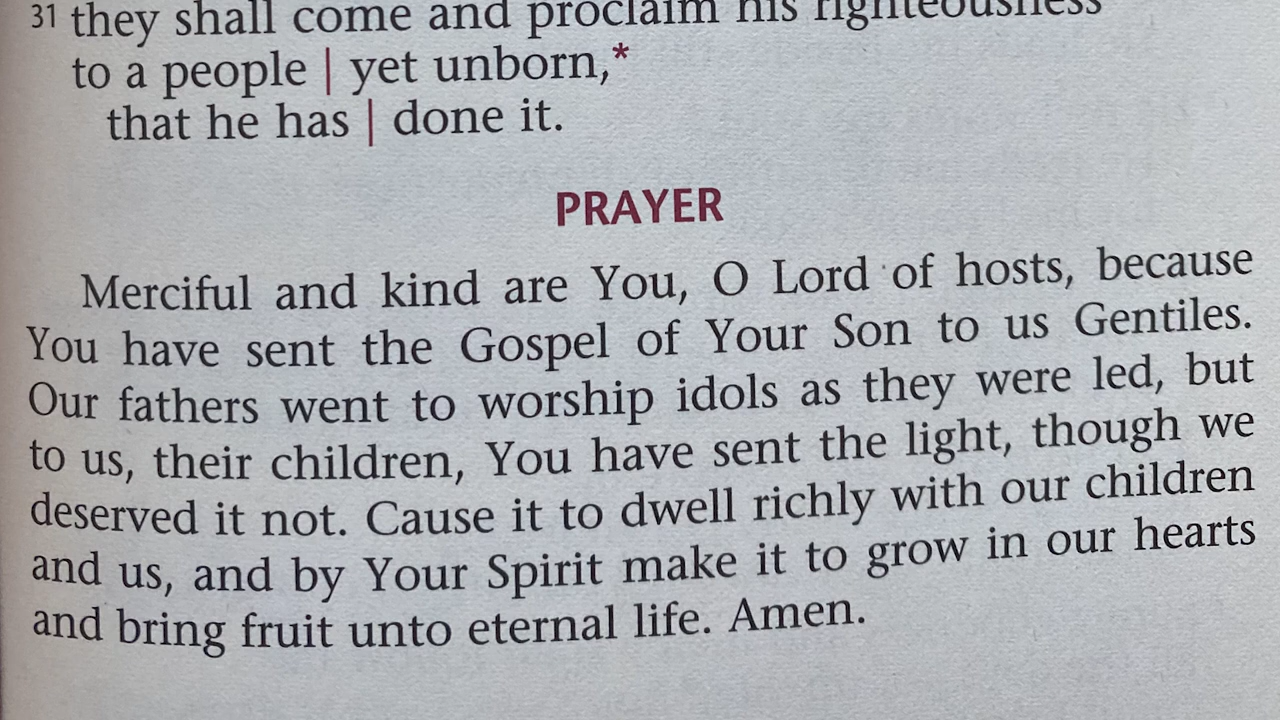 31 they shall come and proclaim his righteousness
to a people | yet unborn,*
that he has | done it.
PRAYER
Merciful and kind are You, O Lord of hosts, because
You have sent the Gospel of Your Son to us Gentiles.
Our fathers went to worship idols as they were led, but
to us, their children, You have sent the light, though we
deserved it not. Cause it to dwell richly with our children
and us, and by Your Spirit make it to grow in our hearts
and bring fruit unto eternal life. Amen.